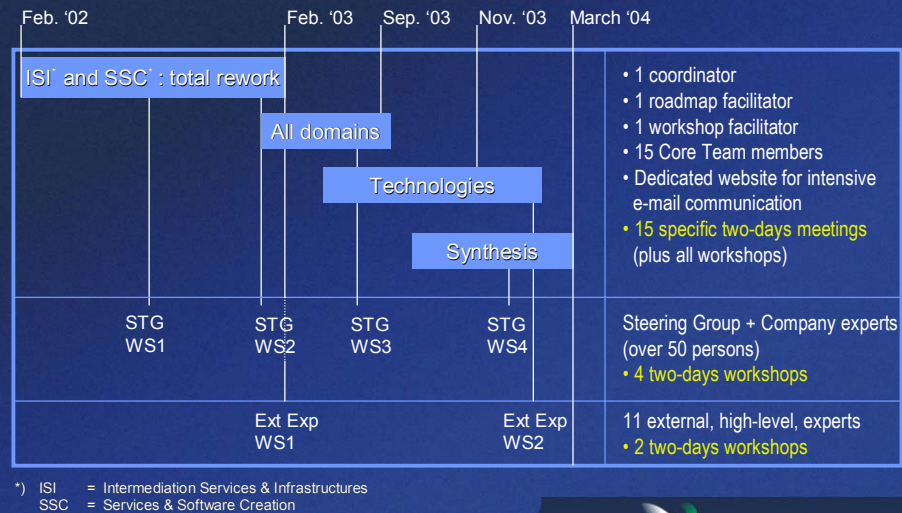 Feb. ‘02 Feb. ‘03 Sep. ‘03 Nov. ‘03 March ‘04
ISI* and SSC* : total rework
All domains
Technologies
Synthesis
• 1 coordinator
• 1 roadmap facilitator
• 1 workshop facilitator
• 15 Core Team members
• Dedicated website for intensive
e-mail communication
• 15 specific two-days meetings
(plus all workshops)
STG STG STG STG
WS1 WS2 WS3 WS4
Steering Group + Company experts
(over 50 persons)
• 4 two-days workshops
Ext Exp Ext Exp
WS1 WS2
11 external, high-level, experts
• 2 two-days workshops
*) ISI = Intermediation Services & Infrastructures
SSC = Services & Software Creation